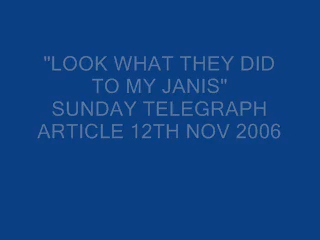 "LOOK WHAT THEY DID
TO MY JANIS"
SUNDAY TELEGRAPH
ARTICLE 12TH NOV 2006